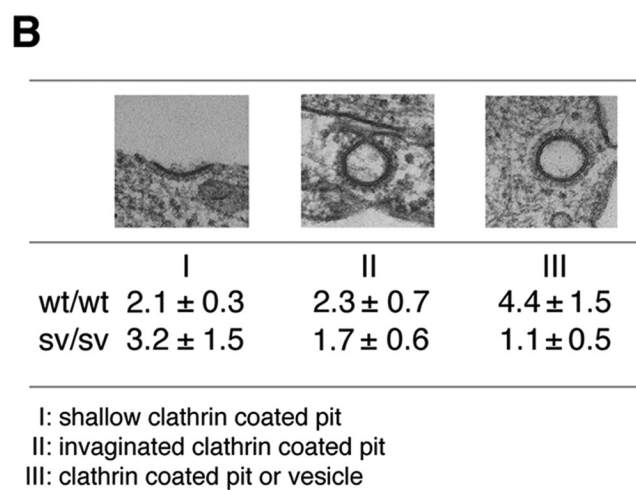 B
I II III
wt/wt 2.1 ± 0.3 2.3 ± 0.7 4.4 ± 1.5
sv/sv 3.2 ± 1.5 1.7 ± 0.6 1.1 ± 0.5
I: shallow clathrin coated pit
II: invaginated clathrin coated pit
III: clathrin coated pit or vesicle